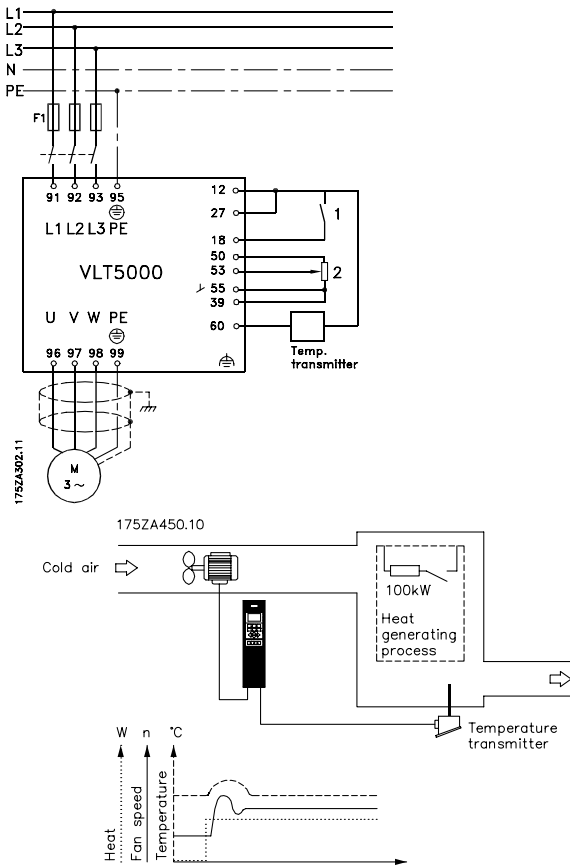 L1
L2
L3
N
PE
F1
91 92 93 95
L1 L2 L3 PE
VLT5000
U V W PE
96 97 98 99
12
27
18
50
53
55
39
60
1
2
Temp.
transmitter
M
3 ~
175ZA302.11
175ZA450.10
Cold air
100kW
Heat
generating
process
Temperature
transmitter
W n °C
Heat
Fan speed
Temperature